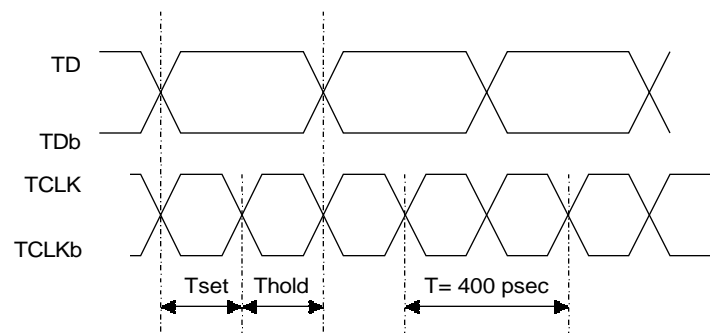 TD
TDb
TCLK
TCLKb
Tset Thold T= 400 psec